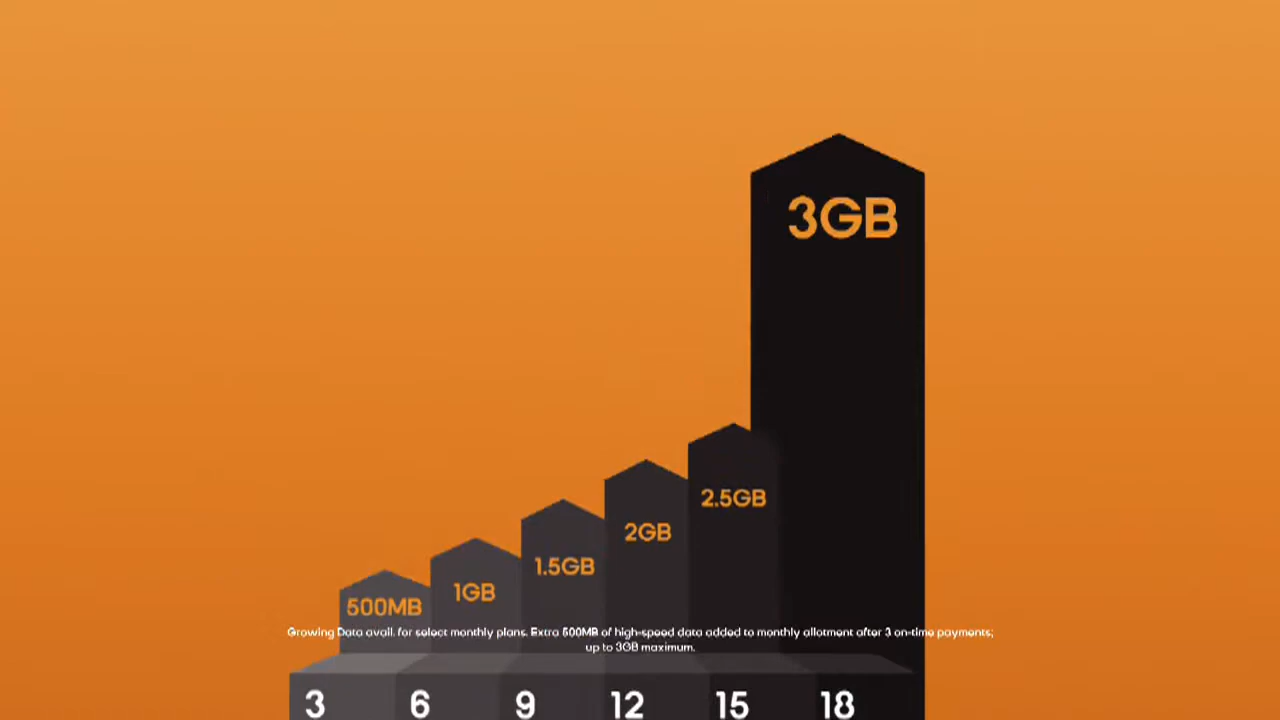 3GB
2.5GB
2GB
1.5GB
1GB
500MB
Growing Data avail. for select monthly plans. Extra 500MB of high-speed data added to monthly allotment after 3 on-time payments;
up to 3GB maximum.
3 6 9 12 15 18